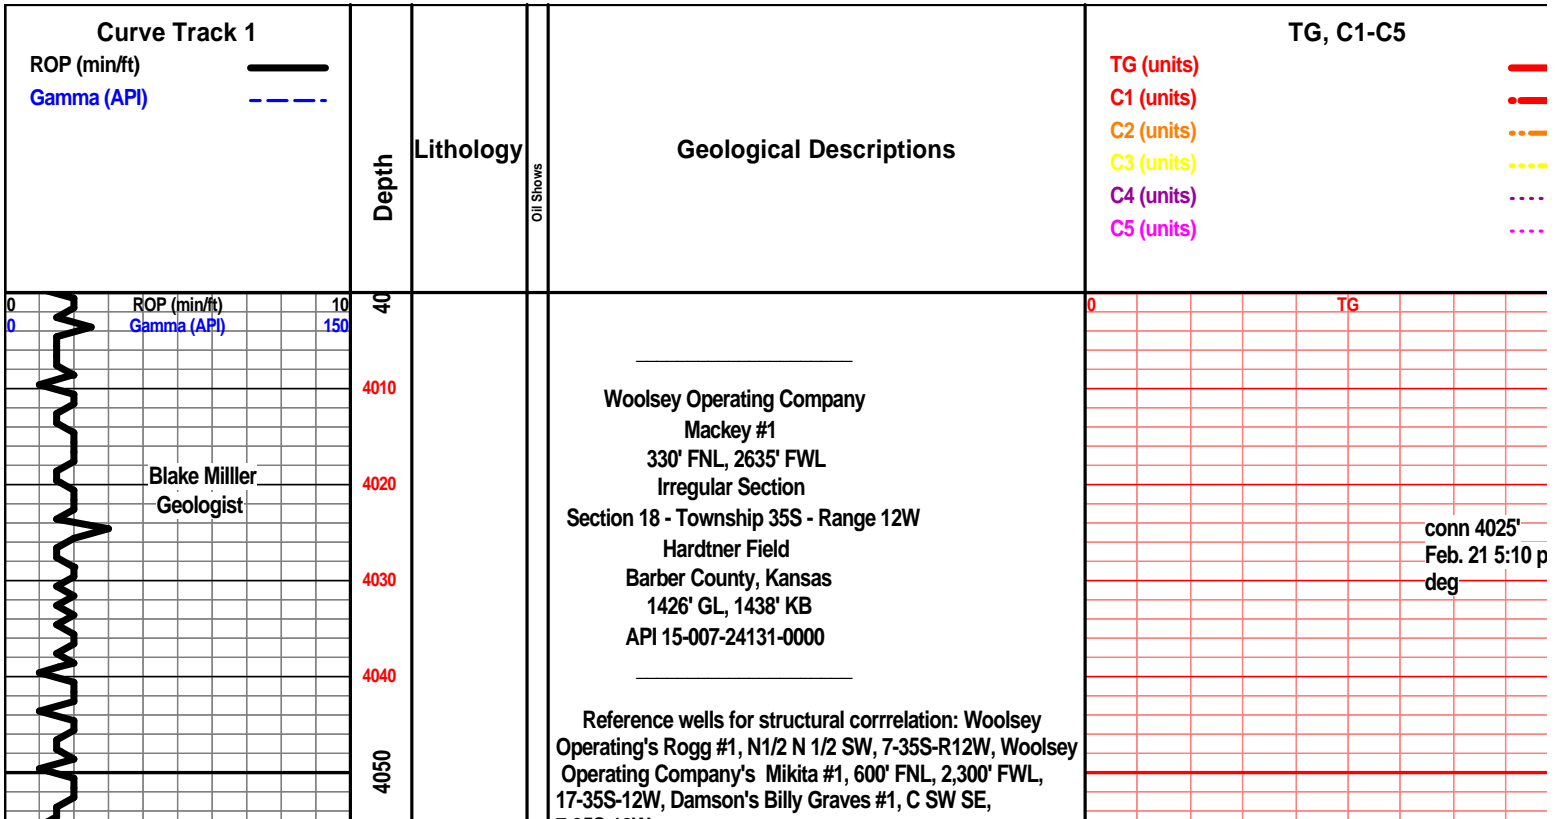 Curve Track 1
ROP (min/ft)
Gamma (API)
Depth
Lithology
Oil Shows
Geological Descriptions
TG, C1-C5
TG (units)
C1 (units)
C2 (units)
C3 (units)
C4 (units)
C5 (units)
0 ROP (min/ft) 10
0 Gamma (API) 150
40
0 TG
4010
4020
4030
4040
4050
Blake Milller
Geologist
Woolsey Operating Company
Mackey #1
330' FNL, 2635' FWL
Irregular Section
Section 18 - Township 35S - Range 12W
Hardtner Field
Barber County, Kansas
1426' GL, 1438' KB
API 15-007-24131-0000
Reference wells for structural corrrelation: Woolsey
Operating's Rogg #1, N1/2 N 1/2 SW, 7-35S-R12W, Woolsey
Operating Company's Mikita #1, 600' FNL, 2,300' FWL,
17-35S-12W, Damson's Billy Graves #1, C SW SE,
conn 4025'
Feb. 21 5:10 p
deg